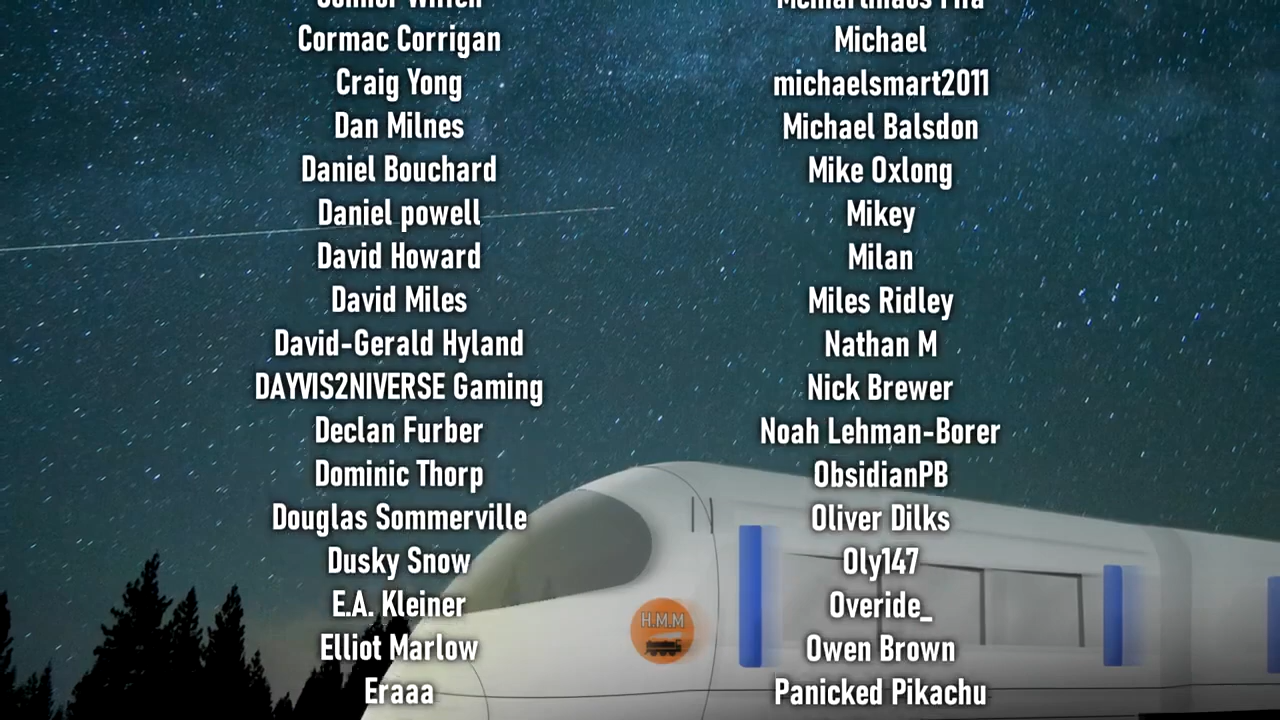 Cormac Corrigan
Craig Yong
Dan Milnes
Daniel Bouchard
Daniel powell
David Howard
David Miles
David-Gerald Hyland
DAYVIS2NIVERSE Gaming
Declan Furber
Dominic Thorp
Douglas Sommerville
Dusky Snow
E.A. Kleiner
Elliot Marlow
Eraaa
Michael
michaelsmart2011
Michael Balsdon
Mike Oxlong
Mikey
Milan
Miles Ridley
Nathan M
Nick Brewer
Noah Lehman-Borer
ObsidianPB
Oliver Dilks
Oly147
Overide_
Owen Brown
Panicked Pikachu
H.M.M